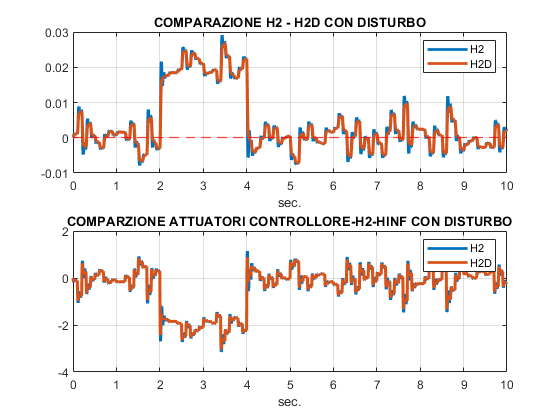 COMPARAZIONE H2 - H2D CON DISTURBO
0.03
0.02
0.01
0
-0.01
H2
H2D
0 1 2 3 4 5 6 7 8 9 10
sec.
COMPARZIONE ATTUATORI CONTROLLORE-H2-HINF CON DISTURBO
2
0
-2
-4
H2
H2D
0 1 2 3 4 5 6 7 8 9 10
sec.